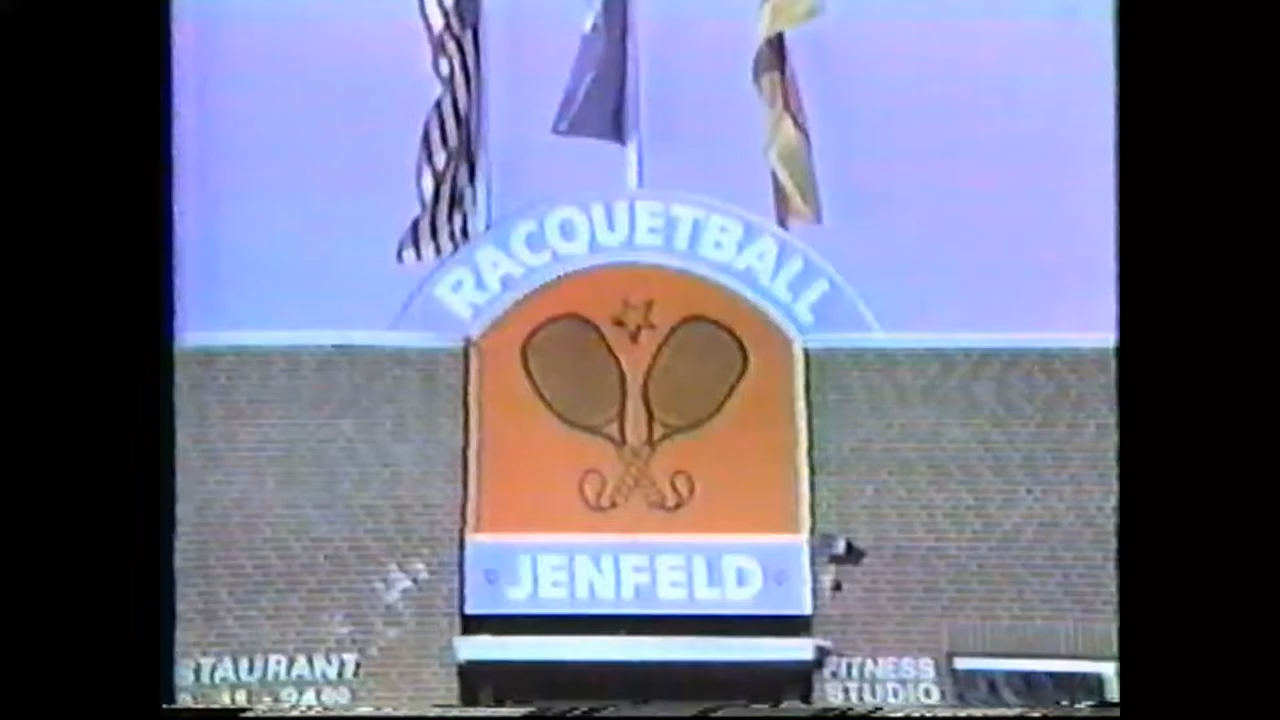 RACQUETBALL
JENFELD
STAURANT
FITNESS
STUDIO